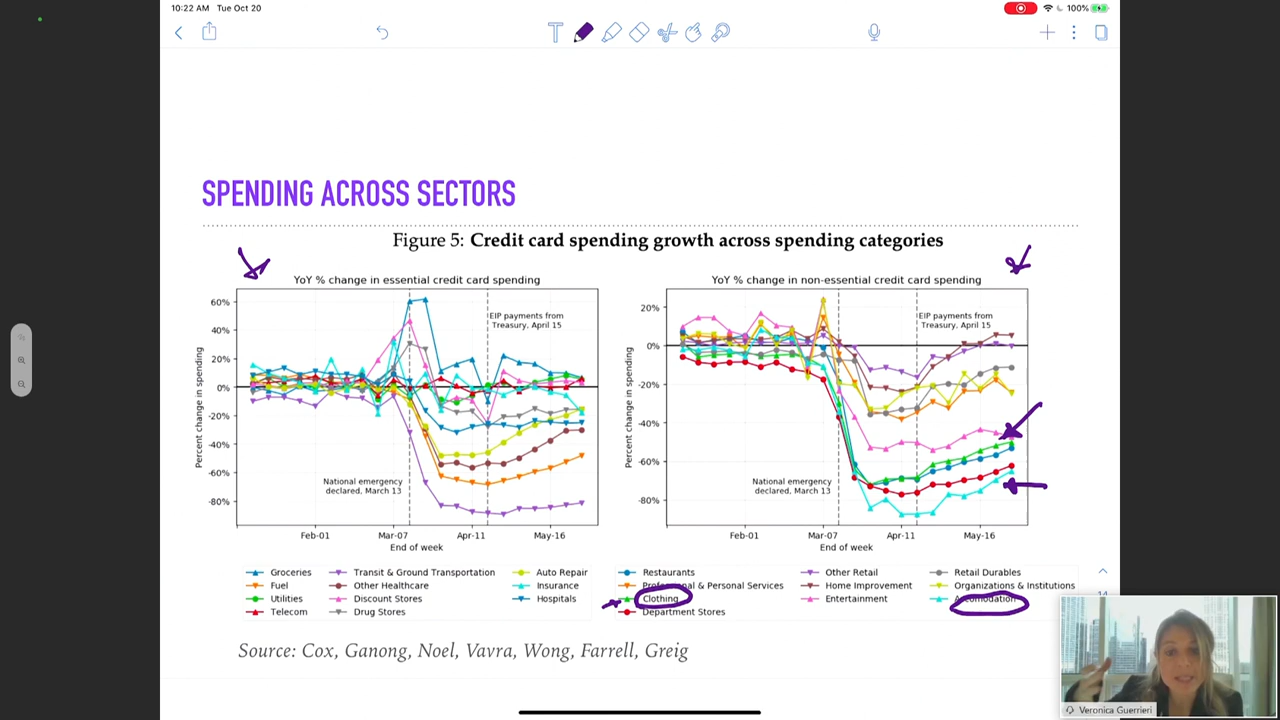 10:22 AM Tue Oct 20
100%
T
SPENDING ACROSS SECTORS
Figure 5: Credit card spending growth across spending categories
YoY % change in essential credit card spending
60%
40%
20%
0%
-20%
-40%
-60%
-80%
Percent change in spending
EIP payments from
Treasury, April 15
National emergency
declared, March 13
Feb-01
Mar-07
Apr-11
May-16
End of week
Groceries
Fuel
Utilities
Telecom
Transit & Ground Transportation
Other Healthcare
Discount Stores
Drug Stores
Auto Repair
Insurance
Hospitals
YoY % change in non-essential credit card spending
20%
0%
-20%
-40%
-60%
-80%
Percent change in spending
EIP payments from
Treasury, April 15
National emergency
declared, March 13
Feb-01
Mar-07
Apr-11
May-16
End of week
Restaurants
Professional & Personal Services
Clothing
Department Stores
Other Retail
Home Improvement
Entertainment
Retail Durables
Organizations & Institutions
14
Source: Cox, Ganong, Noel, Vavra, Wong, Farrell, Greig
Veronica Guerrieri